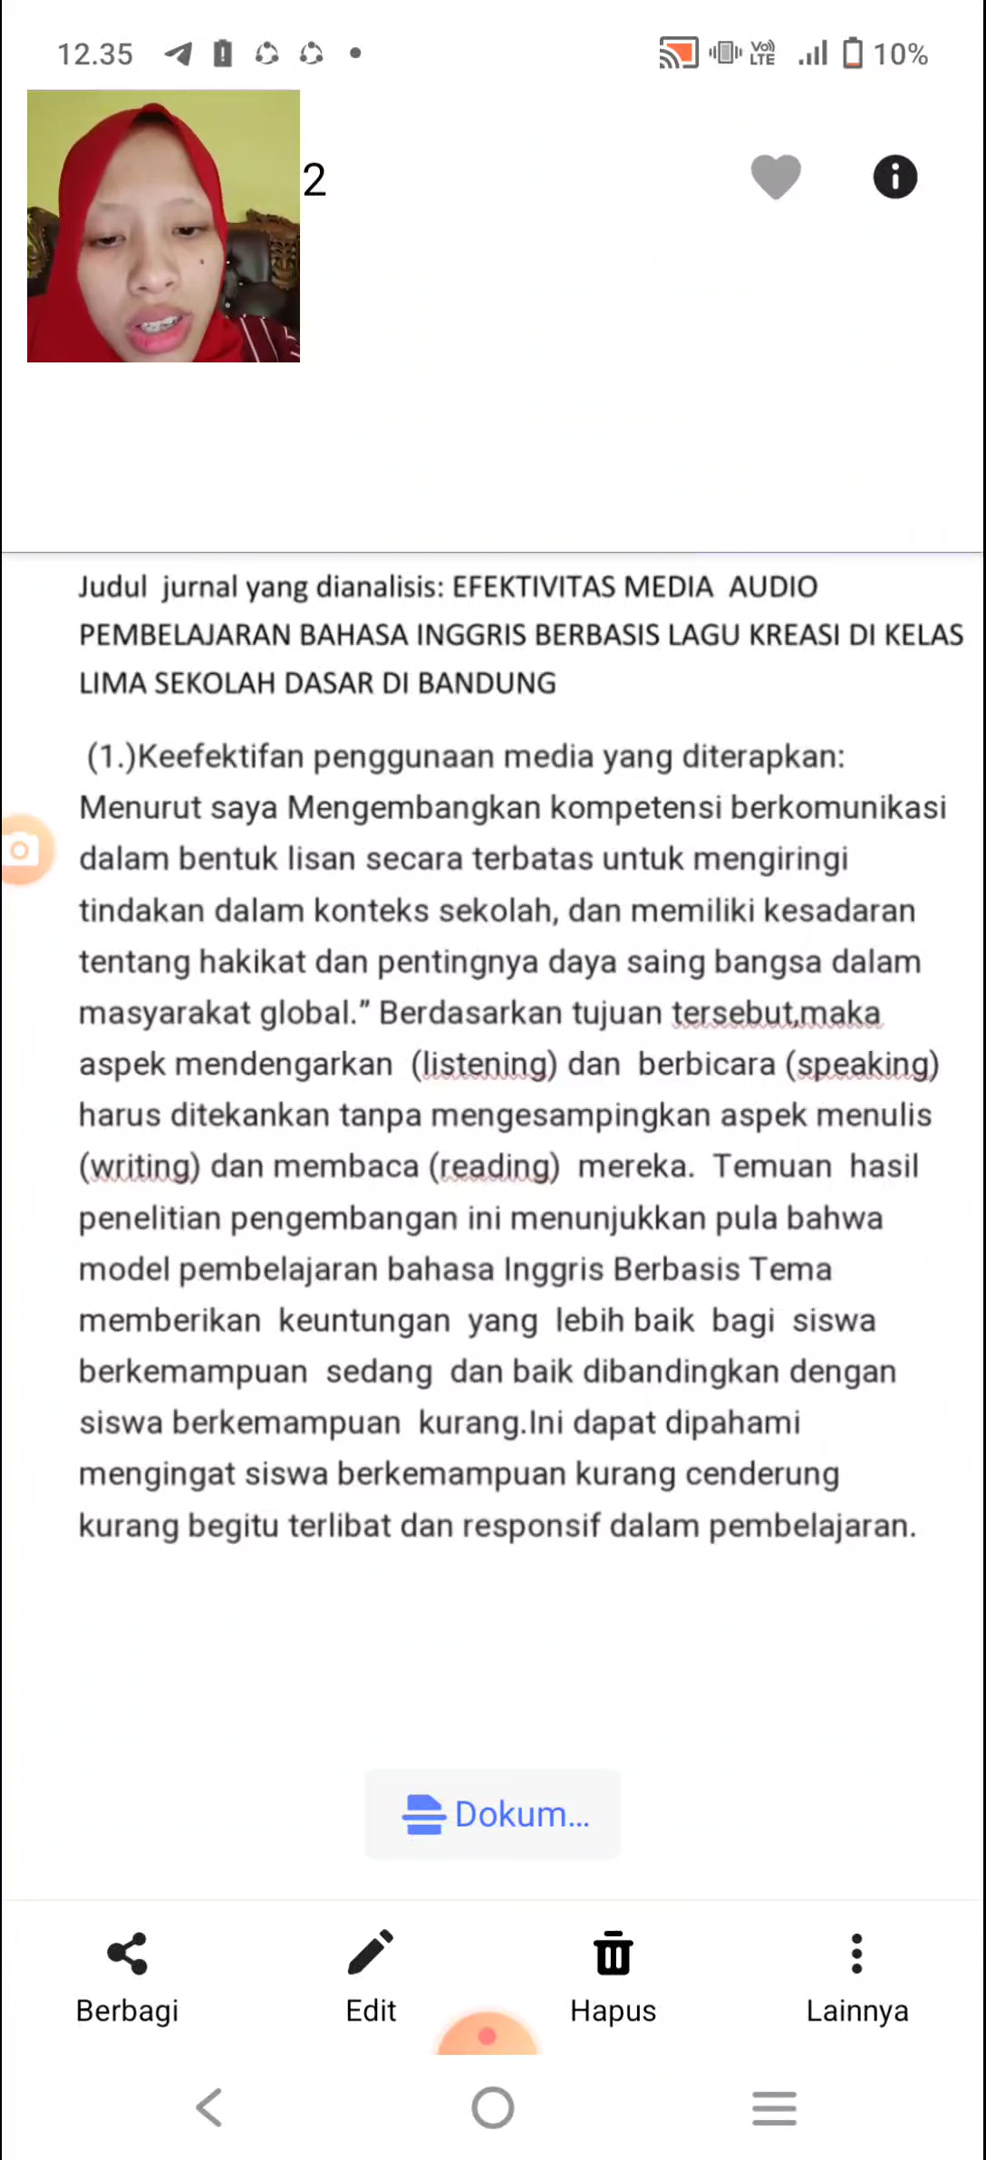 12.35
Vo))
LTE
10%
2
Judul jurnal yang dianalisis: EFEKTIVITAS MEDIA AUDIO
PEMBELAJARAN BAHASA INGGRIS BERBASIS LAGU KREASI DI KELAS
LIMA SEKOLAH DASAR DI BANDUNG
(1.)Keefektifan penggunaan media yang diterapkan:
Menurut saya Mengembangkan kompetensi berkomunikasi
dalam bentuk lisan secara terbatas untuk mengiringi
tindakan dalam konteks sekolah, dan memiliki kesadaran
tentang hakikat dan pentingnya daya saing bangsa dalam
masyarakat global.” Berdasarkan tujuan tersebut,maka
aspek mendengarkan (listening) dan berbicara (speaking)
harus ditekankan tanpa mengesampingkan aspek menulis
(writing) dan membaca (reading) mereka. Temuan hasil
penelitian pengembangan ini menunjukkan pula bahwa
model pembelajaran bahasa Inggris Berbasis Tema
memberikan keuntungan yang lebih baik bagi siswa
berkemampuan sedang dan baik dibandingkan dengan
siswa berkemampuan kurang.Ini dapat dipahami
mengingat siswa berkemampuan kurang cenderung
kurang begitu terlibat dan responsif dalam pembelajaran.
Dokum...
Berbagi
Edit
Hapus
Lainnya